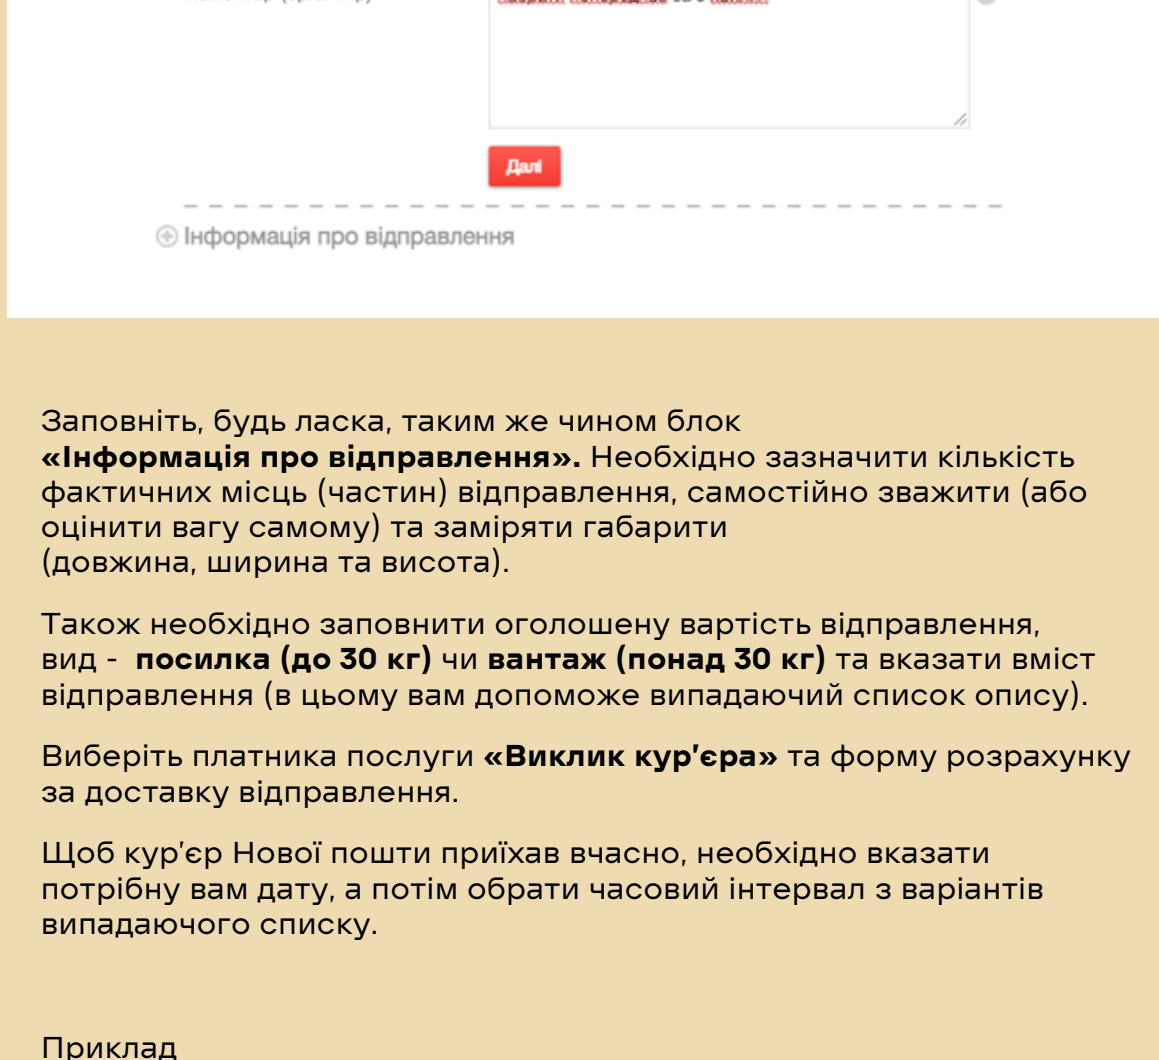 Далі
Інформація про відправлення
Заповніть, будь ласка, таким же чином блок
«Інформація про відправлення». Необхідно зазначити кількість
фактичних місць (частин) відправлення, самостійно зважити (або
оцінити вагу самому) та заміряти габарити
(довжина, ширина та висота).
Також необхідно заповнити оголошену вартість відправлення,
вид - посилка (до 30 кг) чи вантаж (понад 30 кг) та вказати вміст
відправлення (в цьому вам допоможе випадаючий список опису).
Виберіть платника послуги «Виклик кур’єра» та форму розрахунку
за доставку відправлення.
Щоб кур’єр Нової пошти приїхав вчасно, необхідно вказати
потрібну вам дату, а потім обрати часовий інтервал з варіантів
випадаючого списку.
Приклад